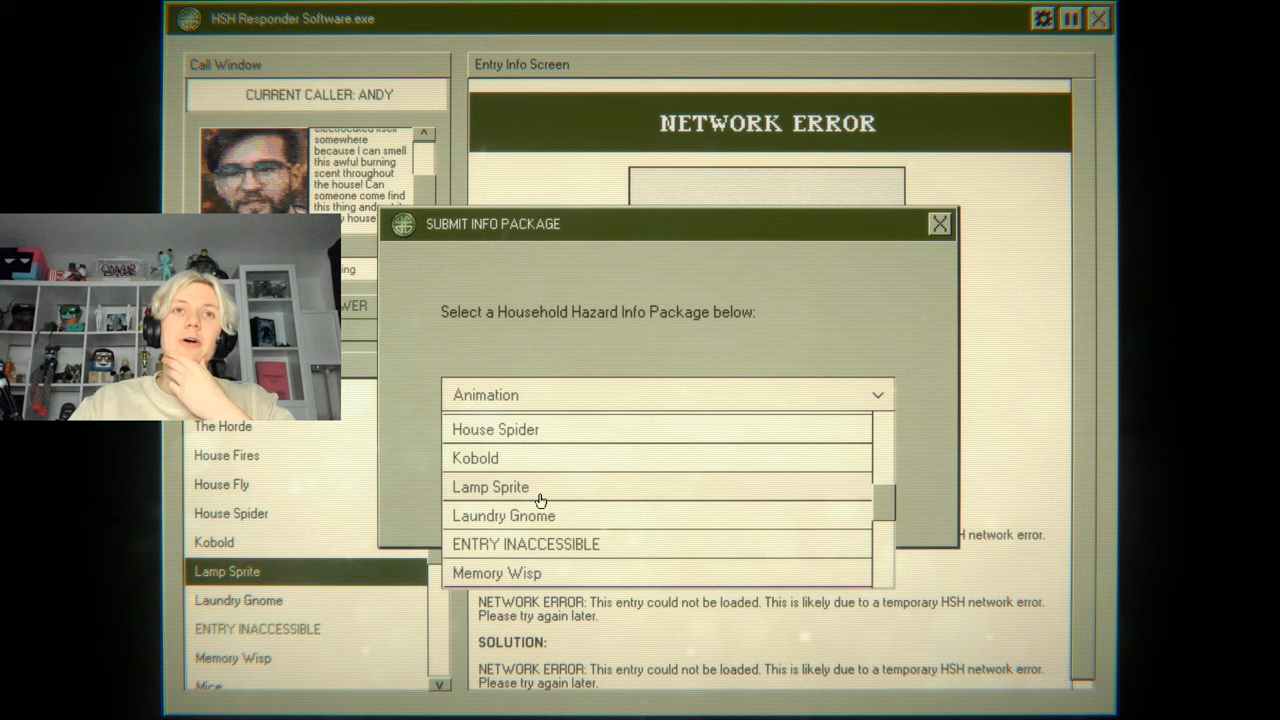 HSH Responder Software.exe
Call Window
CURRENT CALLER: ANDY
somewhere
because I can smell
this awful burning
scent throughout
the house! Can
someone come find
this thing and
house
Entry Info Screen
NETWORK ERROR
SUBMIT INFO PACKAGE
Select a Household Hazard Info Package below:
Animation
House Spider
Kobold
Lamp Sprite
Laundry Gnome
ENTRY INACCESSIBLE
Memory Wisp
The Horde
House Fires
House Fly
House Spider
Kobold
Lamp Sprite
Laundry Gnome
ENTRY INACCESSIBLE
Memory Wisp
Mice
network error.
NETWORK ERROR: This entry could not be loaded. This is likely due to a temporary HSH network error.
Please try again later.
SOLUTION:
NETWORK ERROR: This entry could not be loaded. This is likely due to a temporary HSH network error.
Please try again later.